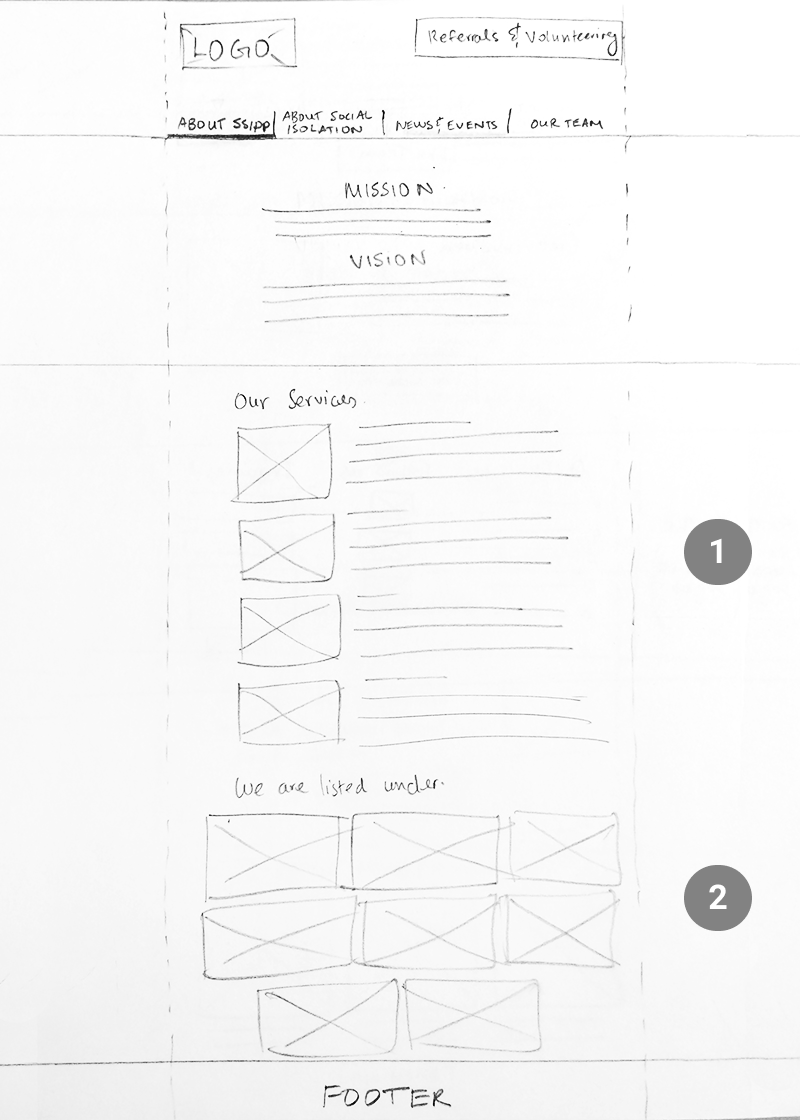 LOGO
Referrals & Volunteering
ABOUT SSIPP | ABOUT SOCIAL ISOLATION | NEWS & EVENTS | OUR TEAM
MISSION
VISION
Our Services
1
We are listed under.
2
FOOTER